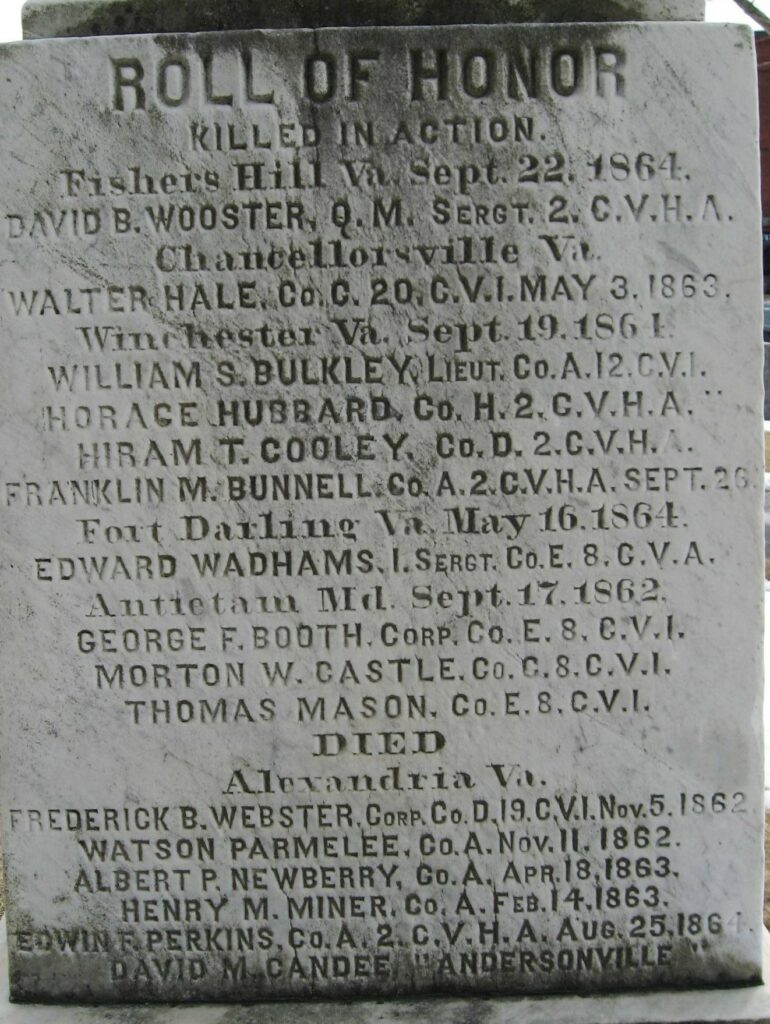 ROLL OF HONOR
KILLED IN ACTION.
Fishers Hill Va. Sept. 22. 1864.
DAVID B. WOOSTER, Q. M. SERGT. 2. C.V.H.A.
Chancellorsville Va.
WALTER HALE, CO. C. 20. C.V.I. MAY 3. 1863.
Winchester Va. Sept. 19. 1864.
WILLIAM S. BULKLEY, LIEUT. CO. A. 12. C.V.I.
HORACE HUBBARD, CO. H. 2. C.V.H.A. "
HIRAM T. COOLEY, CO. D. 2. C.V.H.A.
FRANKLIN M. BUNNELL. CO. A. 2. C.V.H.A. SEPT. 26.
Fort Darling Va. May 16. 1864.
EDWARD WADHAMS. 1. SERGT. CO. E. 8. C.V.A.
Antietam Md. Sept. 17. 1862.
GEORGE F. BOOTH. CORP. CO. E. 8. C.V.I.
MORTON W. CASTLE. CO. C. 8. C.V.I.
THOMAS MASON. CO. E. 8. C.V.I.
DIED
Alexandria Va.
FREDERICK B. WEBSTER. CORP. CO. D. 19. C.V.I. NOV. 5. 1862.
WATSON PARMELEE, CO. A. NOV. 11. 1862.
ALBERT P. NEWBERRY, CO. A. APR. 18, 1863.
HENRY M. MINER. CO. A. FEB. 14. 1863.
EDWIN F. PERKINS, CO. A. 2. C.V.H.A. AUG. 25. 1864.
DAVID M. CANDEE, "ANDERSONVILLE"